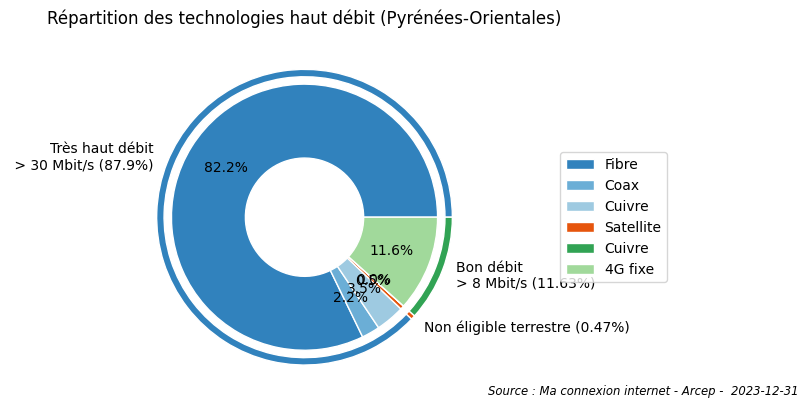 Répartition des technologies haut débit (Pyrénées-Orientales)
Très haut débit
> 30 Mbit/s (87.9%)
82.2%
Fibre
Coax
Cuivre
Satellite
Cuivre
4G fixe
11.6%
Bon débit
> 8 Mbit/s (11.63%)
3.5%
2.2%
Non éligible terrestre (0.47%)
Source : Ma connexion internet - Arcep -  2023-12-31